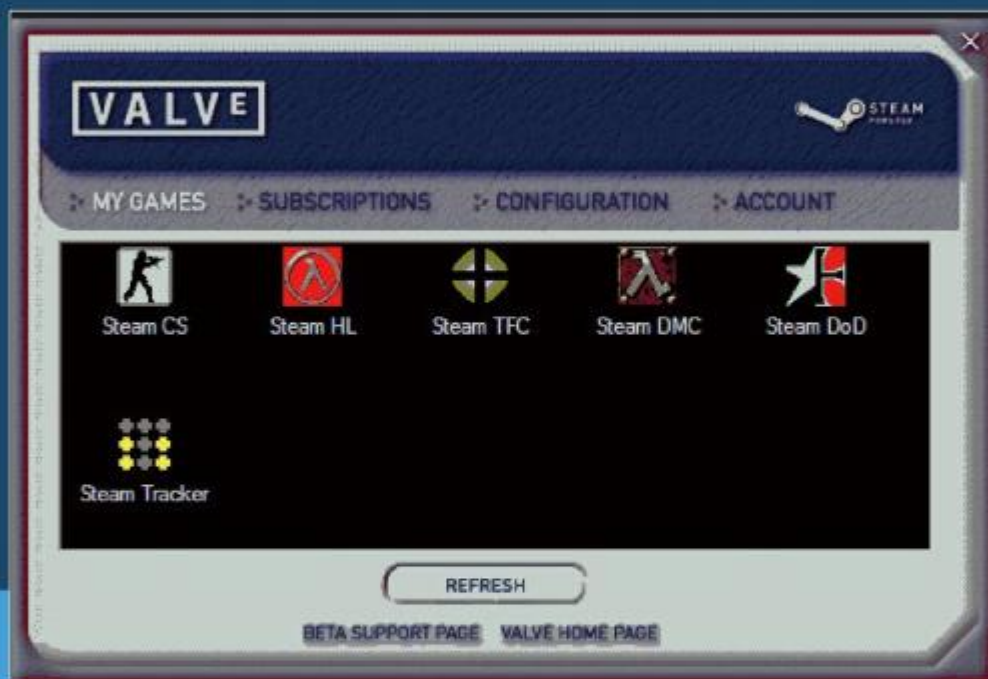 VALVE
STEAM
POWERED
MY GAMES SUBSCRIPTIONS CONFIGURATION ACCOUNT
Steam CS Steam HL Steam TFC Steam DMC Steam DoD
Steam Tracker
REFRESH
BETA SUPPORT PAGE VALVE HOME PAGE